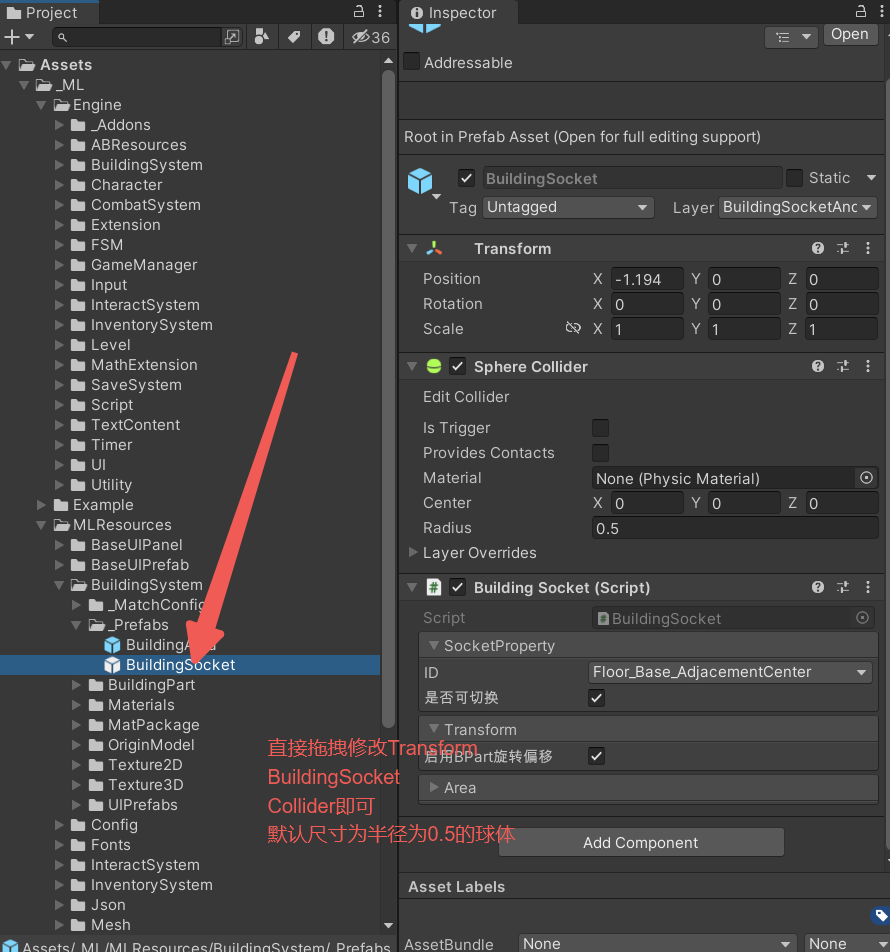 Project
36
Assets
_ML
Engine
_Addons
ABResources
BuildingSystem
Character
CombatSystem
Extension
FSM
GameManager
Input
InteractSystem
InventorySystem
Level
MathExtension
SaveSystem
Script
TextContent
Timer
UI
Utility
Example
MLResources
BaseUIPanel
BaseUIPrefab
BuildingSystem
_MatchConfig
_Prefabs
BuildingSocket
BuildingPart
Materials
MatPackage
OriginModel
Texture2D
Texture3D
UIPrefabs
Config
Fonts
InteractSystem
InventorySystem
Json
Mesh
Assets/_ML/MLResources/BuildingSystem/_Prefabs
直接拖拽修改Transform
BuildingSocket
Collider即可
默认尺寸为半径为0.5的球体
Inspector
Open
Addressable
Root in Prefab Asset (Open for full editing support)
BuildingSocket Static
Tag Untagged Layer BuildingSocketAnc
Transform
Position X -1.194 Y 0 Z 0
Rotation X 0 Y 0 Z 0
Scale X 1 Y 1 Z 1
Sphere Collider
Edit Collider
Is Trigger
Provides Contacts
Material None (Physic Material)
Center X 0 Y 0 Z 0
Radius 0.5
Layer Overrides
# Building Socket (Script)
Script # BuildingSocket
SocketProperty
ID Floor_Base_AdjacementCenter
是否可切换
Transform
启用BPart旋转偏移
Area
Add Component
Asset Labels
AssetBundle None None